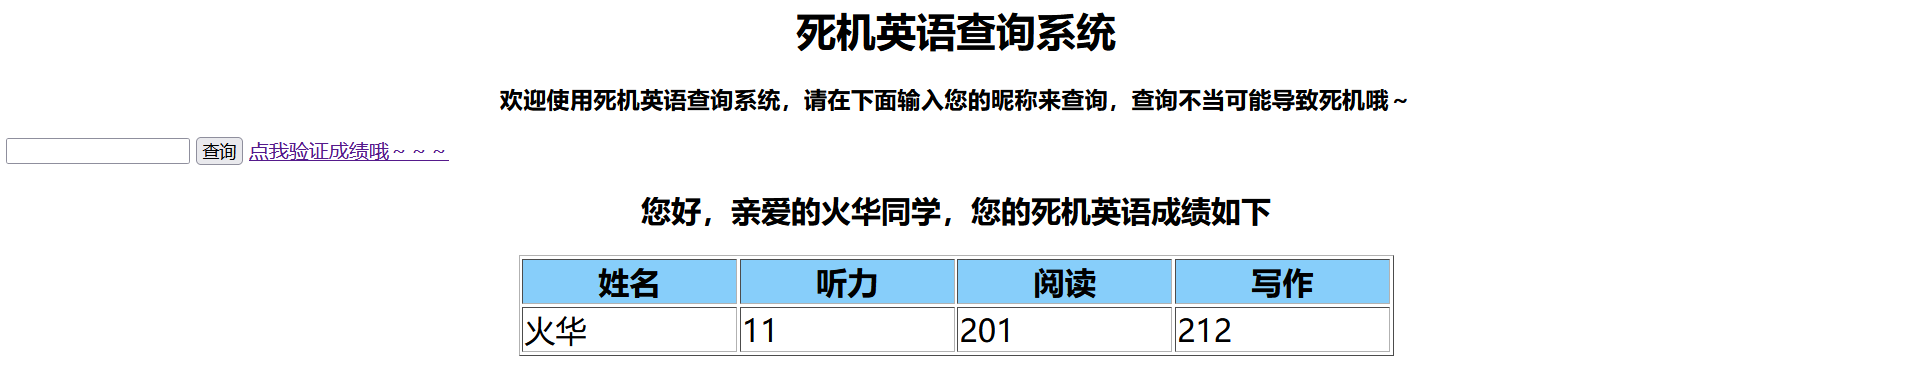 死机英语查询系统
欢迎使用死机英语查询系统，请在下面输入您的昵称来查询，查询不当可能导致死机哦～
查询 点我验证成绩哦～～～
您好，亲爱的火华同学，您的死机英语成绩如下
姓名 听力 阅读 写作
火华 11 201 212